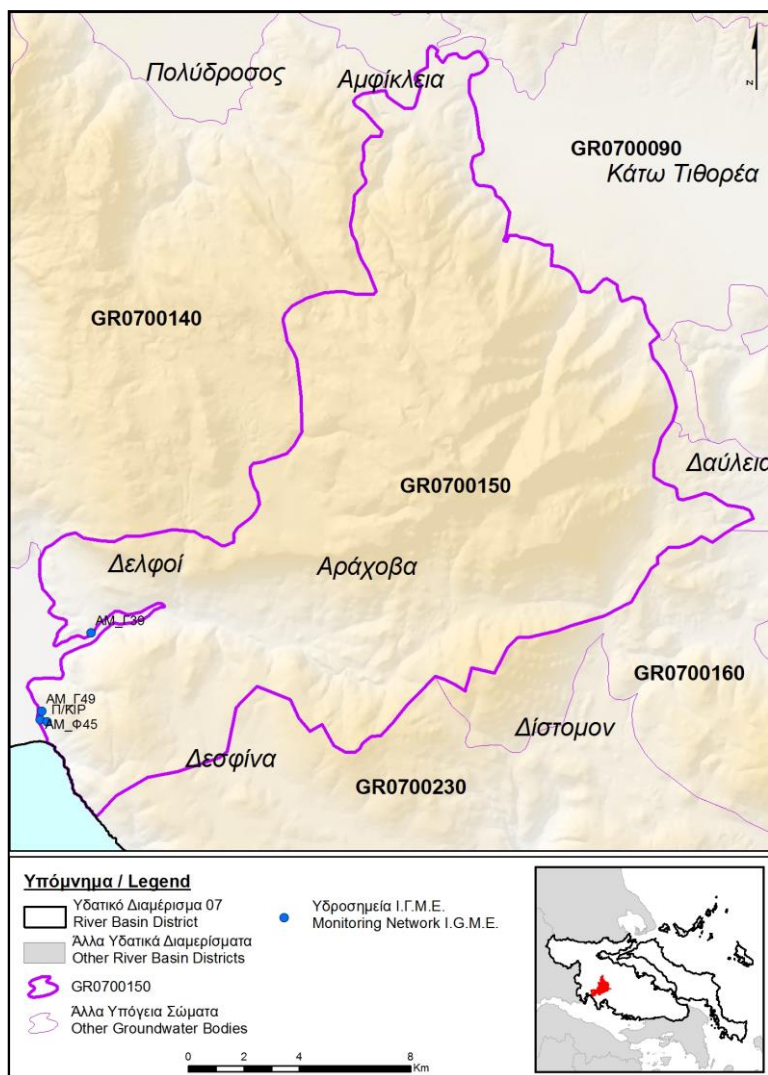 Πολύδροσος
Αμφίκλεια
N
GR0700090
Κάτω Τιθορέα
GR0700140
Δαύλεια
GR0700150
Δελφοί
Αράχοβα
ΑΜ_Γ39
GR0700160
ΑΜ_Γ49
Π/ΚΙΡ
ΑΜ_Φ45
Δίστομον
Δεσφίνα
GR0700230
Υπόμνημα / Legend
Υδατικό Διαμέρισμα 07
River Basin District
Άλλα Υδατικά Διαμερίσματα
Other River Basin Districts
GR0700150
Άλλα Υπόγεια Σώματα
Other Groundwater Bodies
Υδροσημεία Ι.Γ.Μ.Ε.
Monitoring Network I.G.M.E.
0 2 4 8
Km